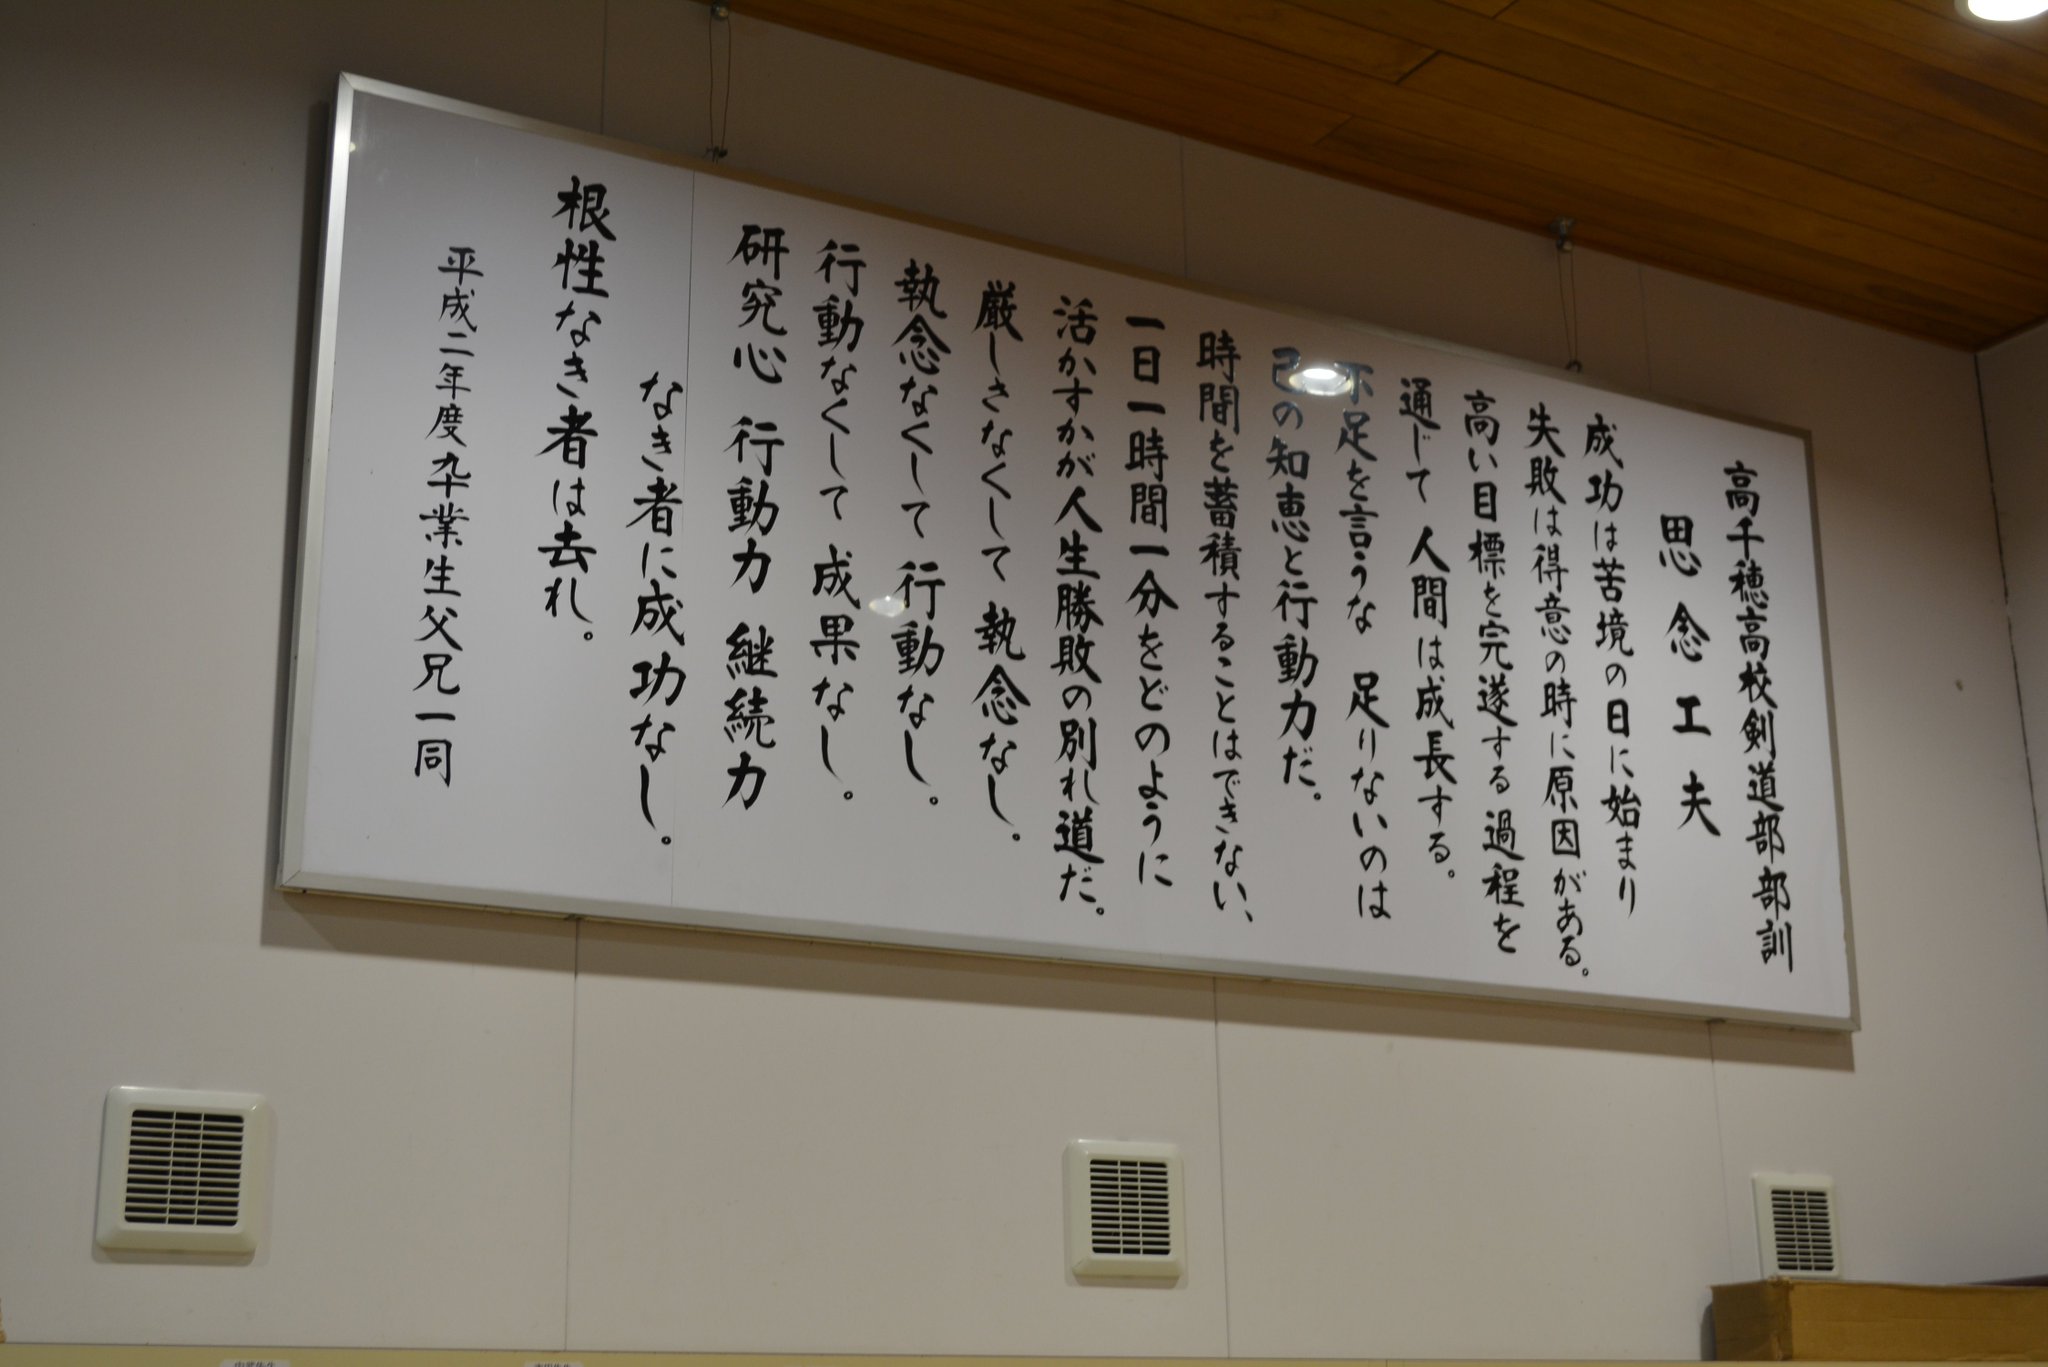 高千穂高校剣道部部訓
思念工夫
成功は苦境の日に始まり
失敗は得意の時に原因がある。
高い目標を完遂する過程を
通じて人間は成長する。
不足を言うな 足りないのは
己の知恵と行動力だ。
時間を蓄積することはできない、
一日一時間一分をどのように
活かすかが人生勝敗の別れ道だ。
厳しさなくして執念なし。
執念なくして行動なし。
行動なくして成果なし。
研究心 行動力 継続力
なき者に成功なし。
根性なき者は去れ。
平成二年度卒業生父兄一同